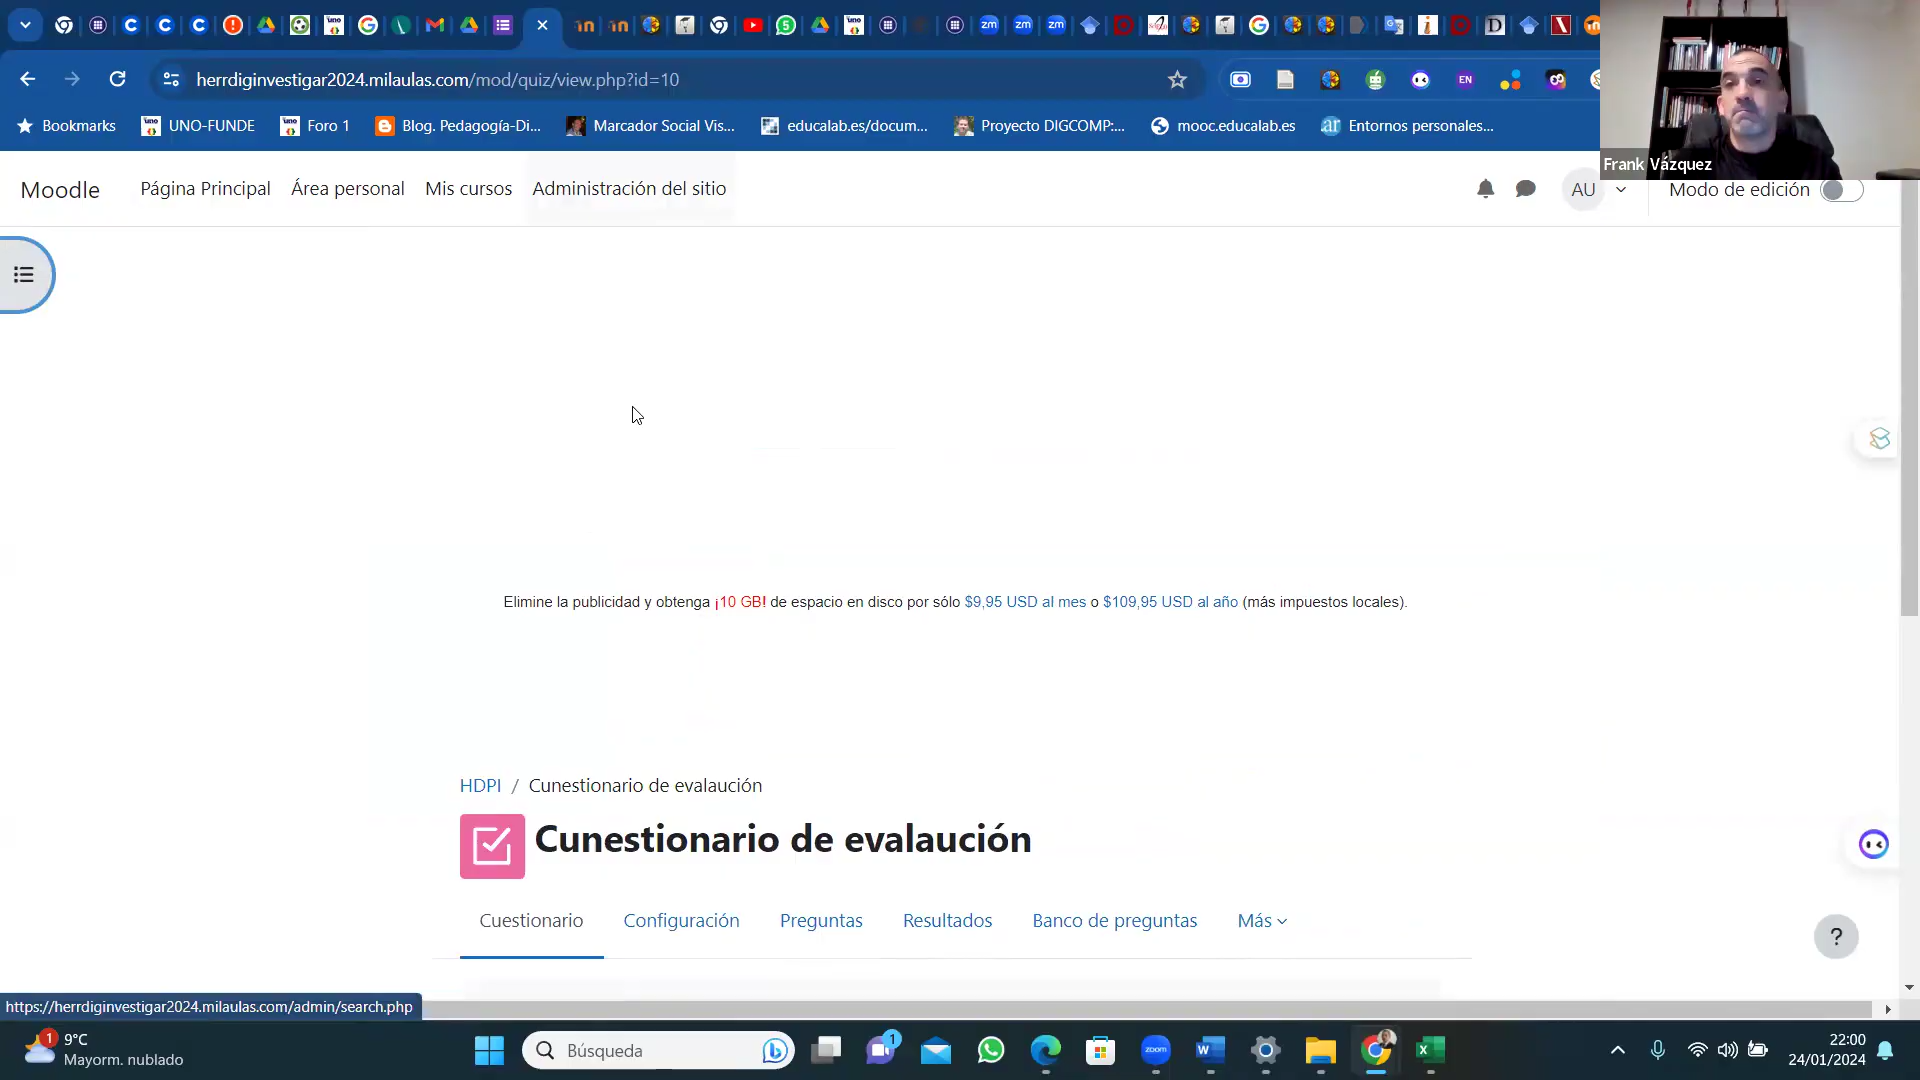 herrdiginvestigar2024.milaulas.com/mod/quiz/view.php?id=10
EN
Bookmarks
UNO-FUNDE
Foro 1
Blog. Pedagogía-Di...
Marcador Social Vis...
educalab.es/docum...
Proyecto DIGCOMP:...
mooc.educalab.es
Entornos personales...
Frank Vázquez
Moodle
Página Principal
Área personal
Mis cursos
Administración del sitio
AU
Modo de edición
Elimine la publicidad y obtenga ¡10 GB! de espacio en disco por sólo $9,95 USD al mes o $109,95 USD al año (más impuestos locales).
HDPI / Cunestionario de evalaución
Cunestionario de evalaución
Cuestionario
Configuración
Preguntas
Resultados
Banco de preguntas
Más
?
https://herrdiginvestigar2024.milaulas.com/admin/search.php
1
9°C
Mayorm. nublado
Búsqueda
1
zoom
22:00
24/01/2024